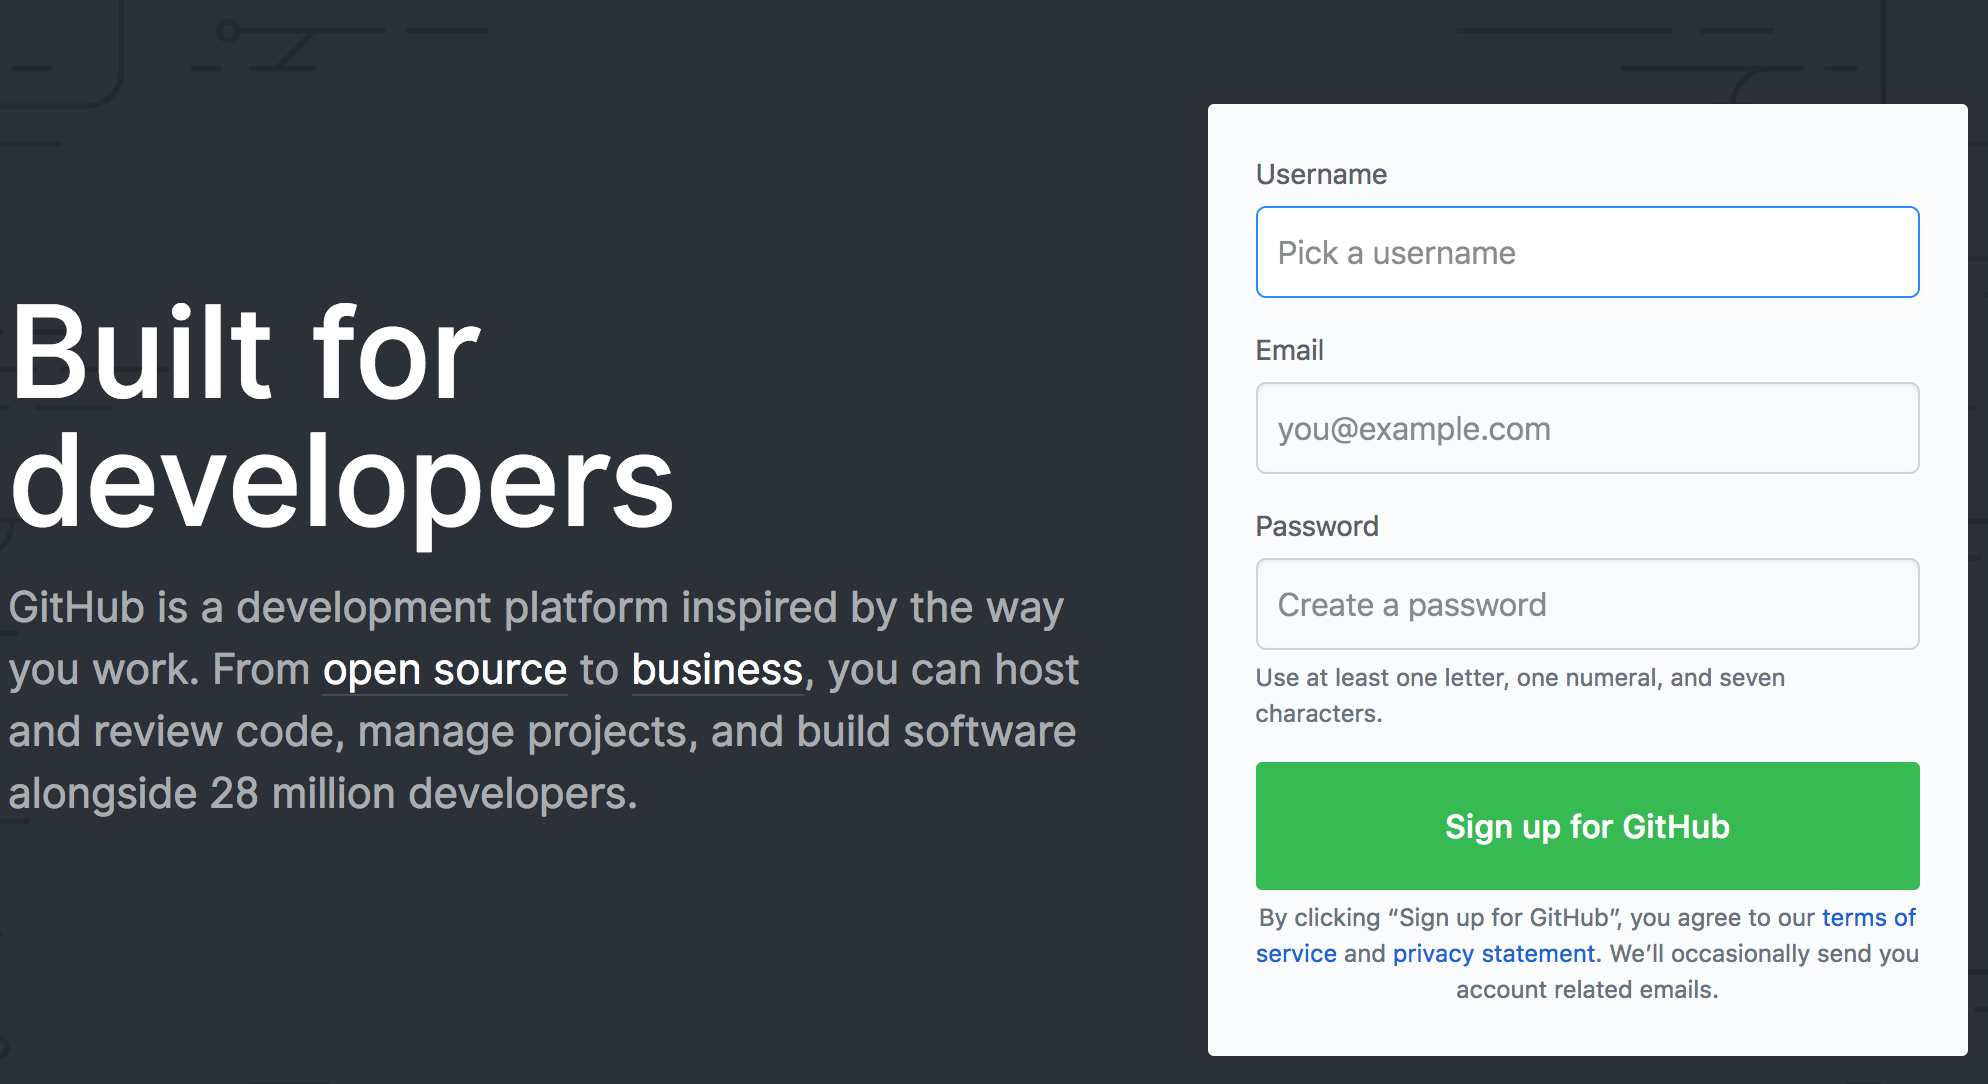 Built for
developers
GitHub is a development platform inspired by the way
you work. From open source to business, you can host
and review code, manage projects, and build software
alongside 28 million developers.
Username
Pick a username
Email
you@example.com
Password
Create a password
Use at least one letter, one numeral, and seven
characters.
Sign up for GitHub
By clicking “Sign up for GitHub”, you agree to our terms of
service and privacy statement. We’ll occasionally send you
account related emails.